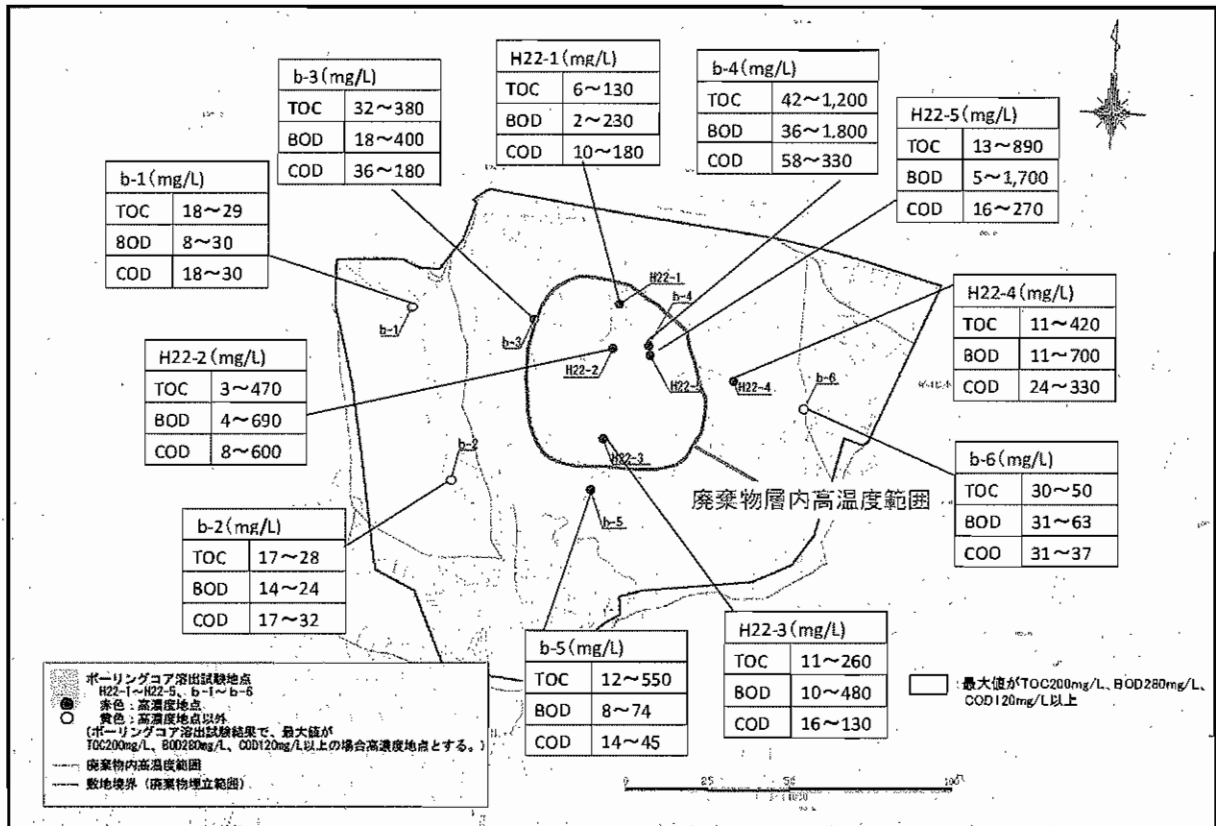 H22-1(mg/L)
TOC 6～130
BOD 2～230
COD 10～180
b-4(mg/L)
TOC 42～1,200
BOD 36～1,800
COD 58～330
b-3(mg/L)
TOC 32～380
BOD 18～400
COD 36～180
H22-5(mg/L)
TOC 13～890
BOD 5～1,700
COD 16～270
b-1(mg/L)
TOC 18～29
BOD 8～30
COD 18～30
H22-4(mg/L)
TOC 11～420
BOD 11～700
COD 24～330
H22-1
b-4
b-1
b-3
H22-2
H22-5
H22-4
b-6
H22-2(mg/L)
TOC 3～470
BOD 4～690
COD 8～600
b-2
H22-3
b-5
廃棄物層内高温度範囲
b-6(mg/L)
TOC 30～50
BOD 31～63
COD 31～37
b-2(mg/L)
TOC 17～28
BOD 14～24
COD 17～32
b-5(mg/L)
TOC 12～550
BOD 8～74
COD 14～45
H22-3(mg/L)
TOC 11～260
BOD 10～480
COD 16～130
：最大値がTOC200mg/L、BOD280mg/L、
COD120mg/L以上
ボーリングコア溶出試験地点
H22-1～H22-5、b-1～b-6
赤色：高濃度地点
黄色：高濃度地点以外
(ボーリングコア溶出試験結果で、最大値が
TOC200mg/L、BOD280mg/L、COD120mg/L以上の場合高濃度地点とする。)
廃棄物内高温度範囲
敷地境界（廃棄物埋立範囲）
0 25 50 100